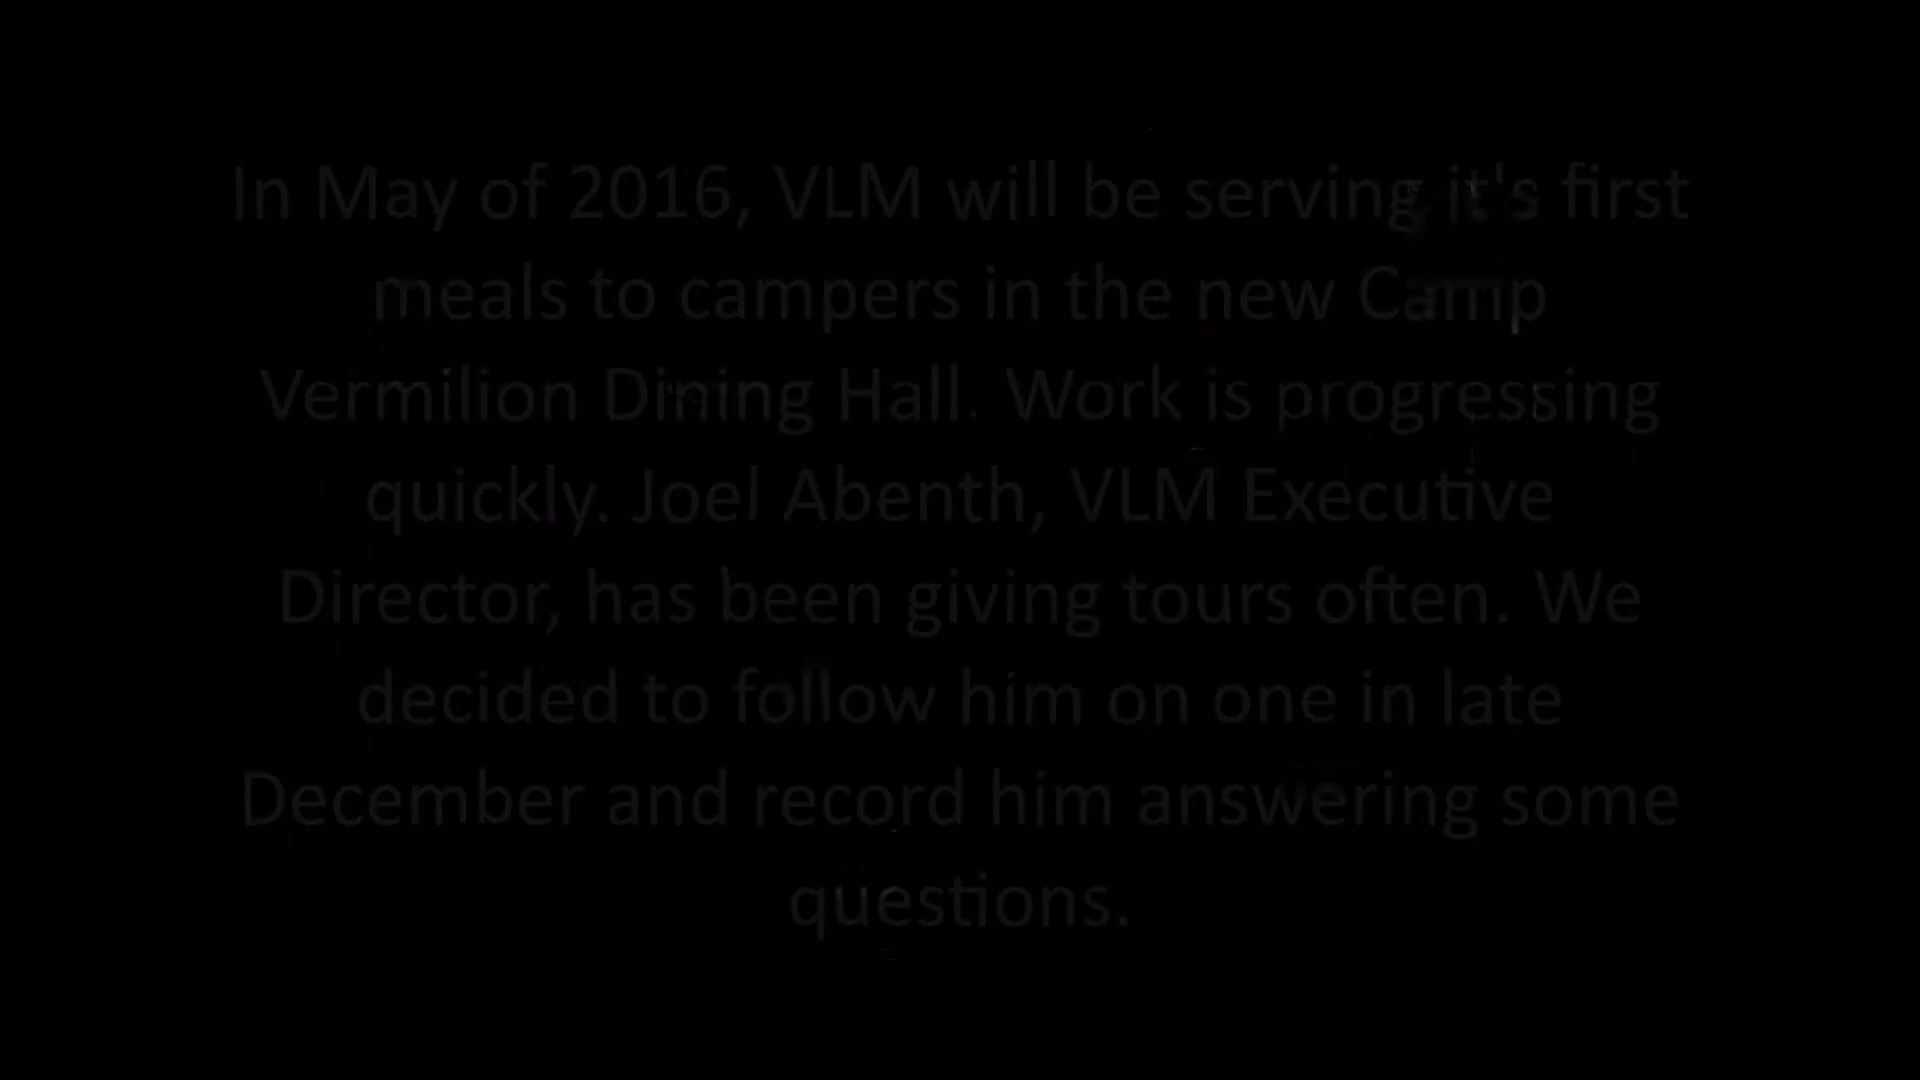 In May of 2016, VLM will be serving it's first
meals to campers in the new Camp
Vermilion Dining Hall. Work is progressing
quickly. Joel Abenth, VLM Executive
Director, has been giving tours often. We
decided to follow him on one in late
December and record him answering some
questions.